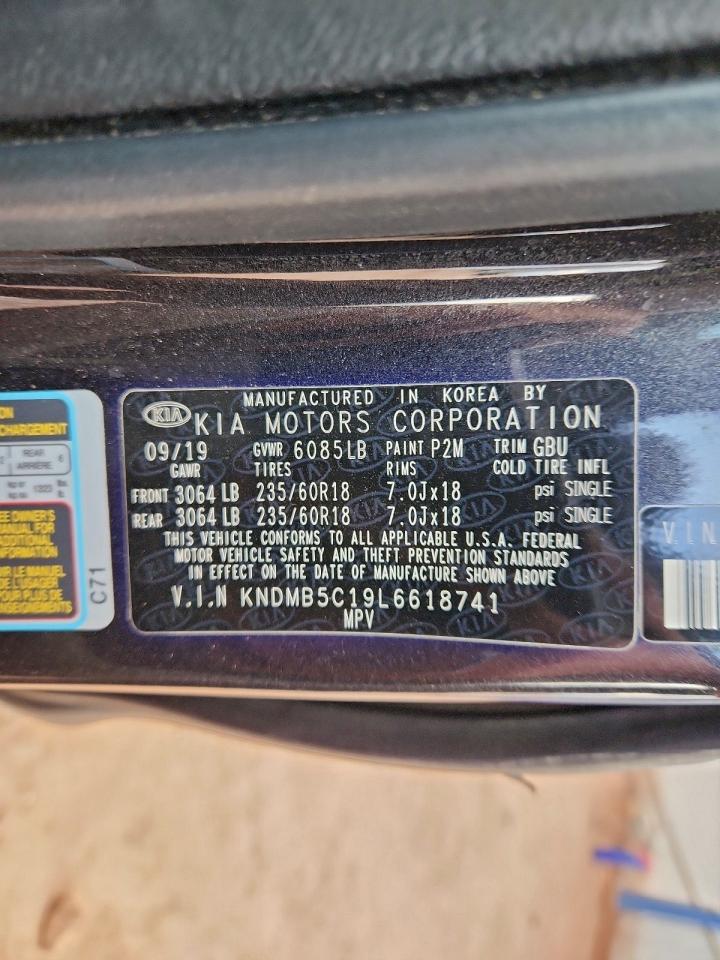 MANUFACTURED IN KOREA BY
KIA KIA MOTORS CORPORATION
09/19 GVWR 6085LB PAINT P2M TRIM GBU
GAWR TIRES RIMS COLD TIRE INFL
FRONT 3064 LB 235/60R18 7.0Jx18 psi SINGLE
REAR 3064 LB 235/60R18 7.0Jx18 psi SINGLE
THIS VEHICLE CONFORMS TO ALL APPLICABLE U.S.A. FEDERAL
MOTOR VEHICLE SAFETY AND THEFT PREVENTION STANDARDS
IN EFFECT ON THE DATE OF MANUFACTURE SHOWN ABOVE
V.I.N KNDMB5C19L6618741
MPV
REAR
ARRIERE
C71
V.I.N